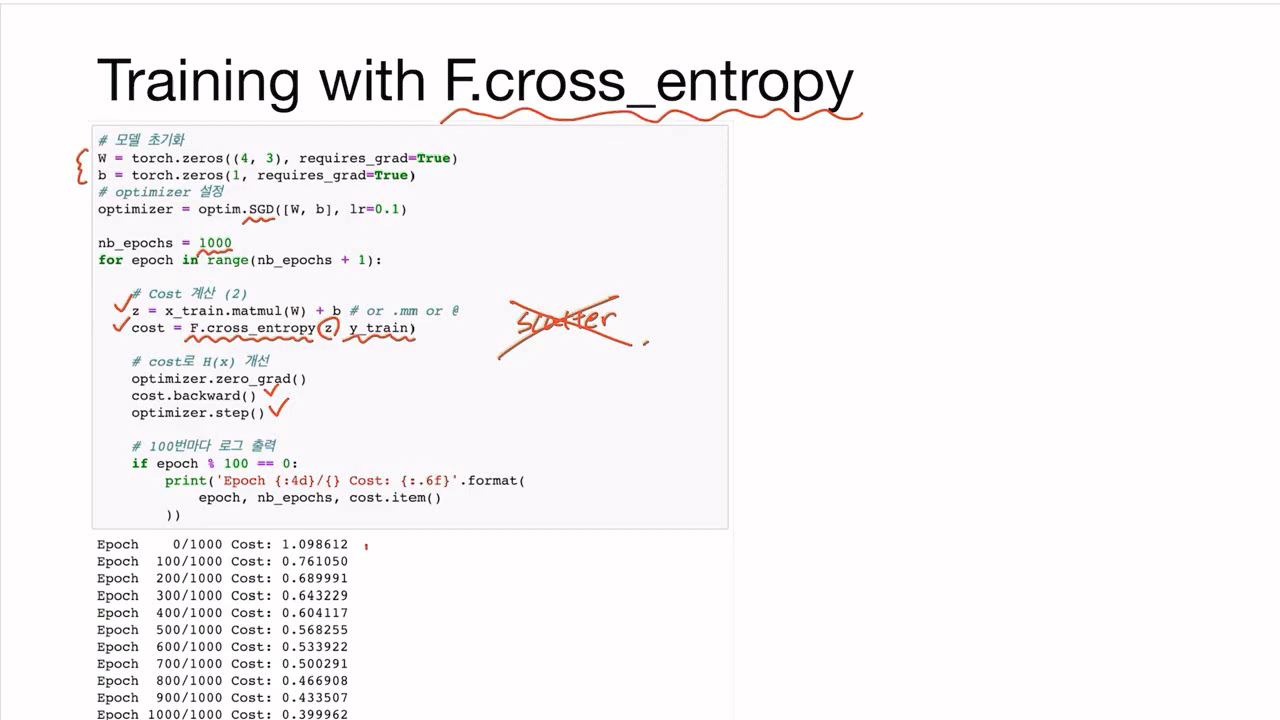 Training with F.cross_entropy
# 모델 초기화
W = torch.zeros((4, 3), requires_grad=True)
b = torch.zeros(1, requires_grad=True)
# optimizer 설정
optimizer = optim.SGD([W, b], lr=0.1)
nb_epochs = 1000
for epoch in range(nb_epochs + 1):
# Cost 계산 (2)
z = x_train.matmul(W) + b # or .mm or @
cost = F.cross_entropy(z, y_train)
scatter
# cost로 H(x) 개선
optimizer.zero_grad()
cost.backward()
optimizer.step()
# 100번마다 로그 출력
if epoch % 100 == 0:
print('Epoch {:4d}/{} Cost: {:.6f}'.format(
epoch, nb_epochs, cost.item()
))
Epoch    0/1000 Cost: 1.098612
Epoch  100/1000 Cost: 0.761050
Epoch  200/1000 Cost: 0.689991
Epoch  300/1000 Cost: 0.643229
Epoch  400/1000 Cost: 0.604117
Epoch  500/1000 Cost: 0.568255
Epoch  600/1000 Cost: 0.533922
Epoch  700/1000 Cost: 0.500291
Epoch  800/1000 Cost: 0.466908
Epoch  900/1000 Cost: 0.433507
Epoch 1000/1000 Cost: 0.399962